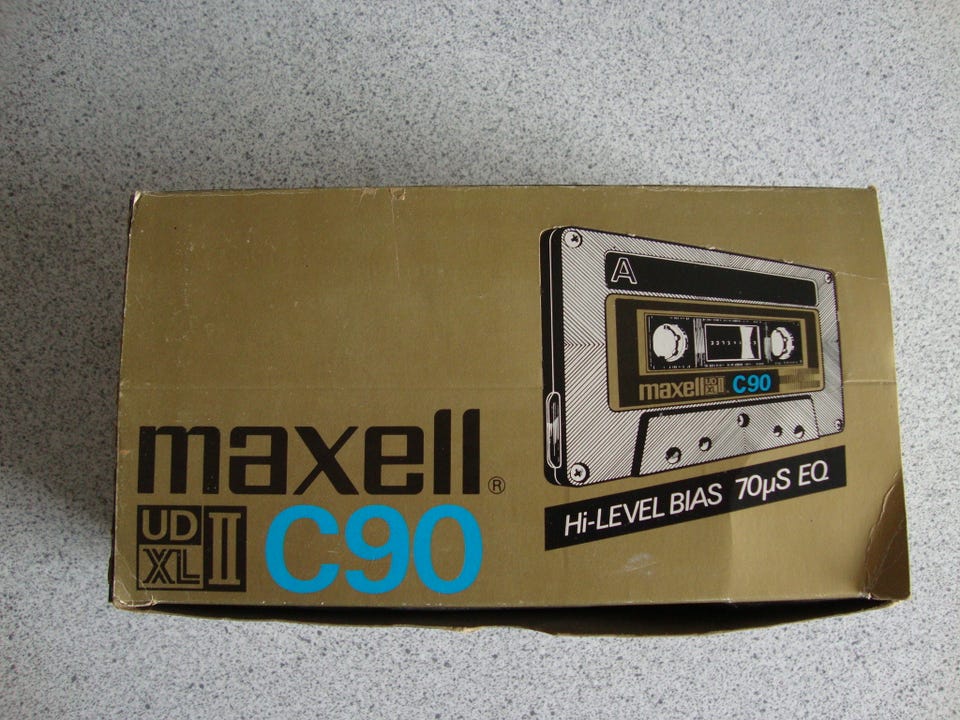 maxell®
UD
XL II
C90
A
maxell UD XL II C90
Hi-LEVEL BIAS 70µS EQ